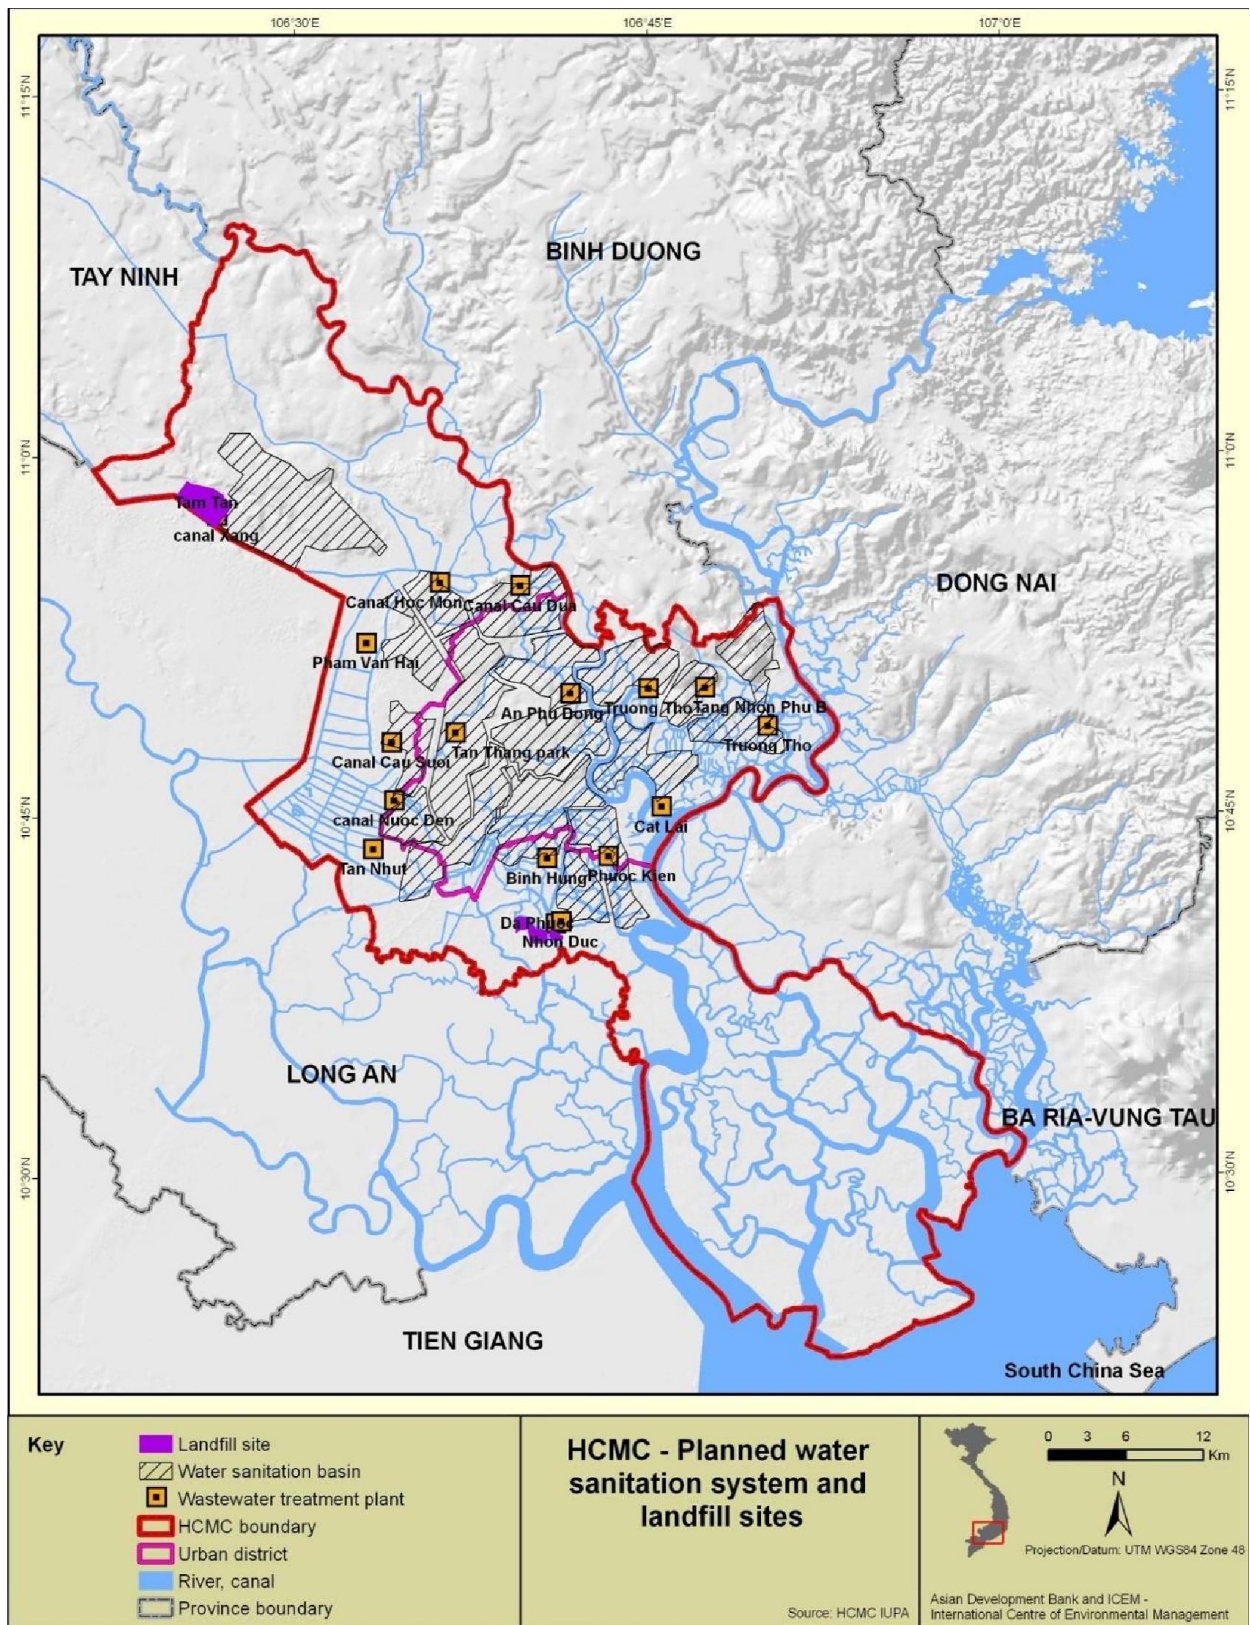 106°30'E
106°45'E
107°0'E
11°15'N
11°15'N
BINH DUONG
TAY NINH
11°0'N
11°0'N
Tam Tan
canal Xang
DONG NAI
Canal Hoc Mon
Canal Cau Dua
Pham Van Hai
An Phu Dong
Truong Tho
Tang Nhon Phu B
Truong Tho
Tan Thang park
Canal Cau Suoi
canal Nuoc Den
Cat Lai
10°45'N
10°45'N
Tan Nhut
Binh Hung
Phuoc Kien
Da Phuoc
Nhon Duc
LONG AN
BA RIA-VUNG TAU
10°30'N
10°30'N
TIEN GIANG
South China Sea
Key
Landfill site
Water sanitation basin
Wastewater treatment plant
HCMC boundary
Urban district
River, canal
Province boundary
HCMC - Planned water
sanitation system and
landfill sites
Source: HCMC IUPA
0 3 6 12
Km
N
Projection/Datum: UTM WGS84 Zone 48
Asian Development Bank and ICEM -
International Centre of Environmental Management